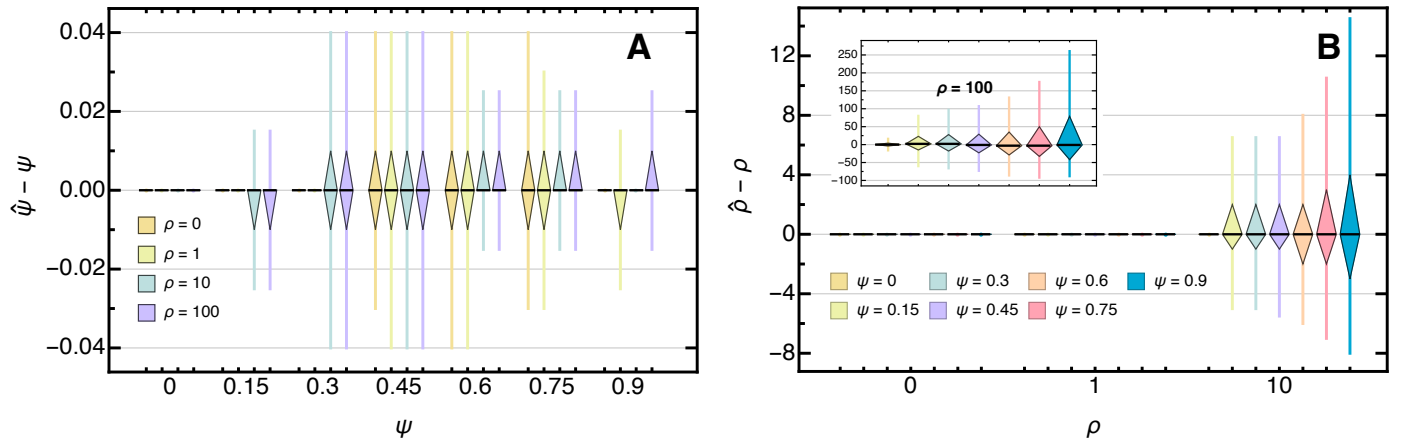 A
0.04
0.02
0.00
−0.02
−0.04
ψ̂ − ψ
ρ = 0
ρ = 1
ρ = 10
ρ = 100
0 0.15 0.3 0.45 0.6 0.75 0.9
ψ
B
12
8
4
0
−4
−8
ρ̂ − ρ
250
200
150
100
50
0
−50
−100
ρ = 100
ψ = 0 ψ = 0.3 ψ = 0.6 ψ = 0.9
ψ = 0.15 ψ = 0.45 ψ = 0.75
0 1 10
ρ